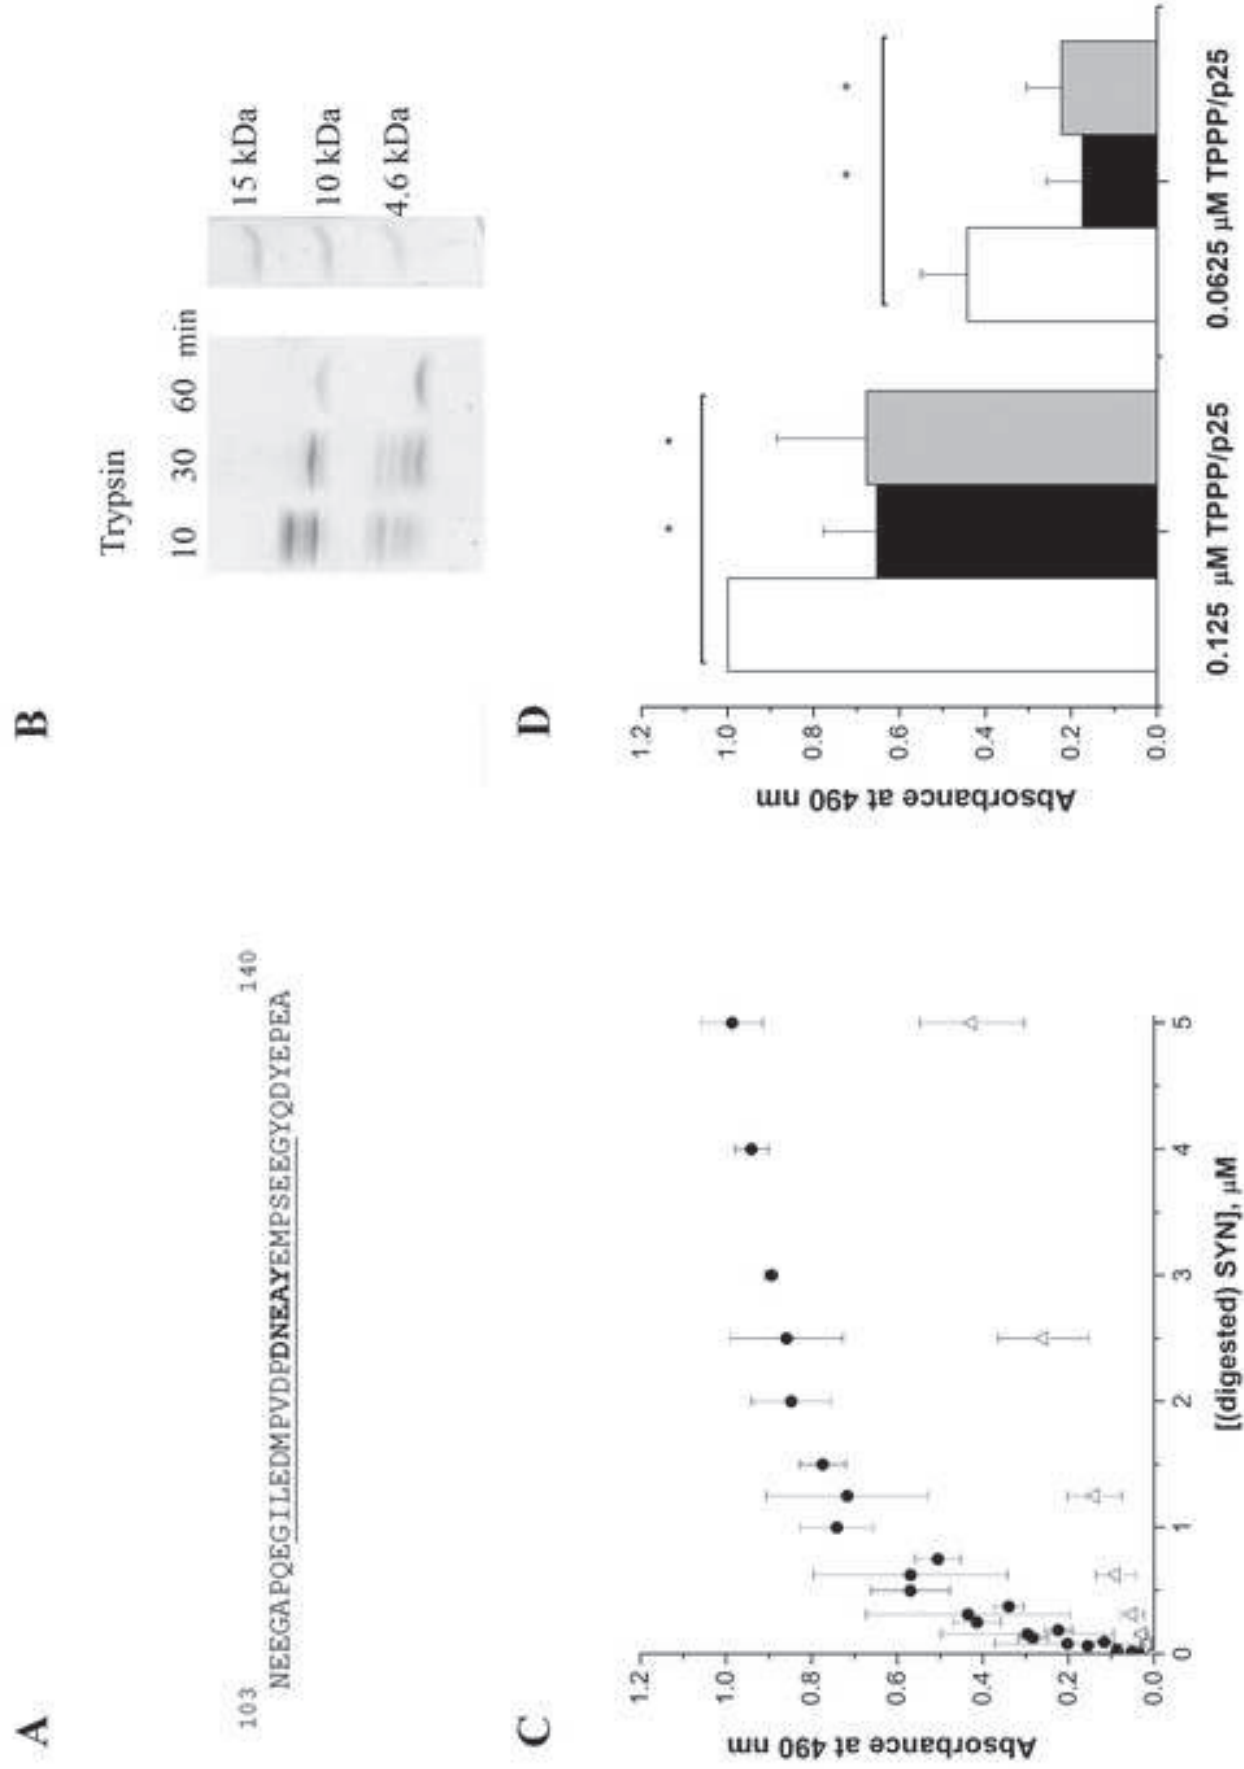 A
103 140
NEEGAPQEGILEDMPVDPDNEAYEMPSEEGYQDYEPEA
B
Trypsin
10 30 60 min
15 kDa
10 kDa
4.6 kDa
C
Absorbance at 490 nm
1.2
1.0
0.8
0.6
0.4
0.2
0.0
0 1 2 3 4 5
[(digested) SYN], μM
D
Absorbance at 490 nm
1.2
1.0
0.8
0.6
0.4
0.2
0.0
* *
* *
0.125 μM TPPP/p25 0.0625 μM TPPP/p25